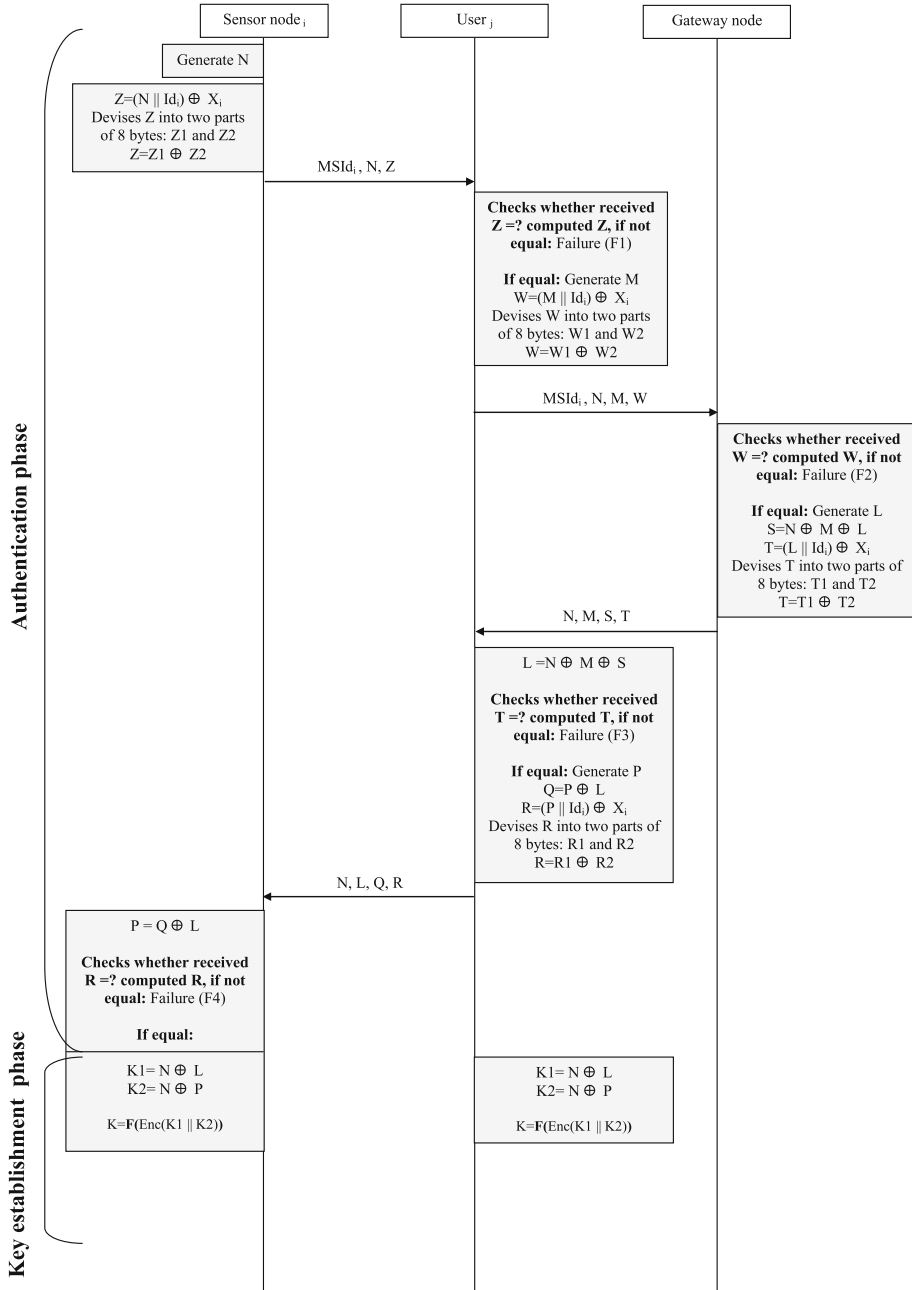 Sensor node i
User j
Gateway node
Generate N
Z=(N || Idi) ⊕ Xi
Devises Z into two parts
of 8 bytes: Z1 and Z2
Z=Z1 ⊕ Z2
MSIdi, N, Z
Checks whether received
Z =? computed Z, if not
equal: Failure (F1)
If equal: Generate M
W=(M || Idi) ⊕ Xi
Devises W into two parts
of 8 bytes: W1 and W2
W=W1 ⊕ W2
MSIdi, N, M, W
Checks whether received
W =? computed W, if not
equal: Failure (F2)
If equal: Generate L
S=N ⊕ M ⊕ L
T=(L || Idi) ⊕ Xi
Devises T into two parts of
8 bytes: T1 and T2
T=T1 ⊕ T2
N, M, S, T
L =N ⊕ M ⊕ S
Checks whether received
T =? computed T, if not
equal: Failure (F3)
If equal: Generate P
Q=P ⊕ L
R=(P || Idi) ⊕ Xi
Devises R into two parts of
8 bytes: R1 and R2
R=R1 ⊕ R2
N, L, Q, R
P = Q ⊕ L
Checks whether received
R =? computed R, if not
equal: Failure (F4)
If equal:
Authentication phase
K1= N ⊕ L
K2= N ⊕ P
K=F(Enc(K1 || K2))
K1= N ⊕ L
K2= N ⊕ P
K=F(Enc(K1 || K2))
Key establishment phase